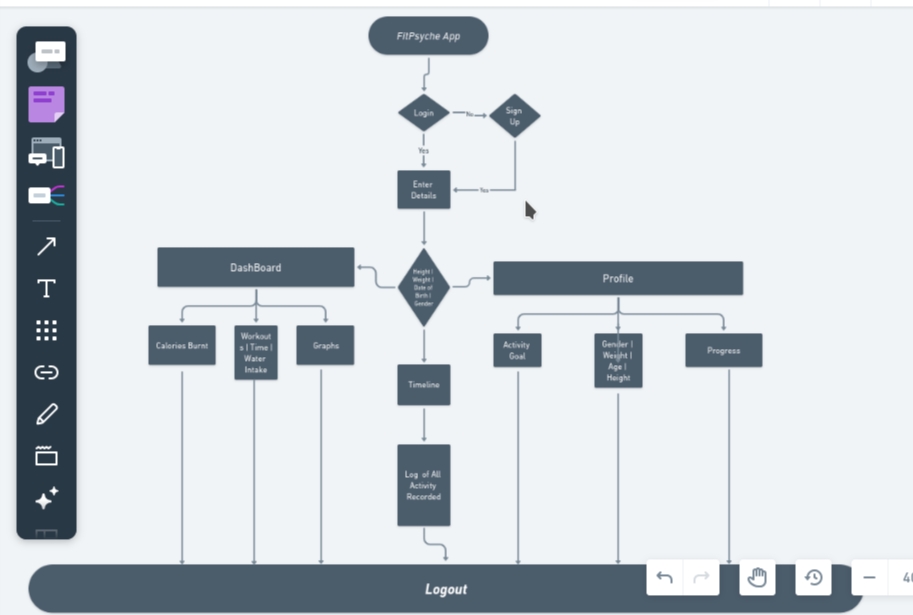 FItPsyche App
Login
No
Sign
Up
Yes
Enter
Details
Yes
Height |
Weight |
Date of
Birth |
Gender
DashBoard
Profile
Calories Burnt
Workout
s | Time |
Water
Intake
Graphs
Activity
Goal
Gender |
Weight |
Age |
Height
Progress
Timeline
Log of All
Activity
Recorded
Logout
T